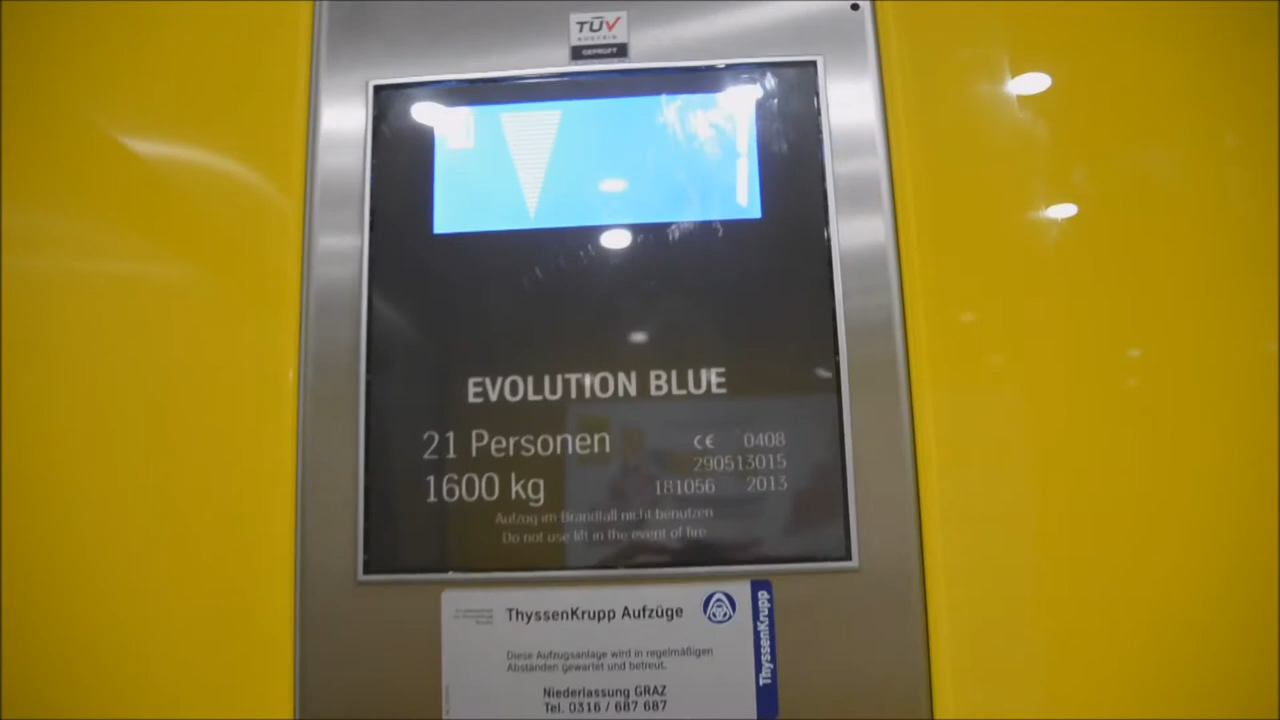 TÜV
AUSTRIA
GEPRÜFT
EVOLUTION BLUE
21 Personen
1600 kg
CE 0408
290513015
181056 2013
Aufzug im Brandfall nicht benutzen
Do not use lift in the event of fire
ThyssenKrupp Aufzüge
ThyssenKrupp
Diese Aufzugsanlage wird in regelmäßigen
Abständen gewartet und betreut.
Niederlassung GRAZ
Tel. 0316 / 687 687